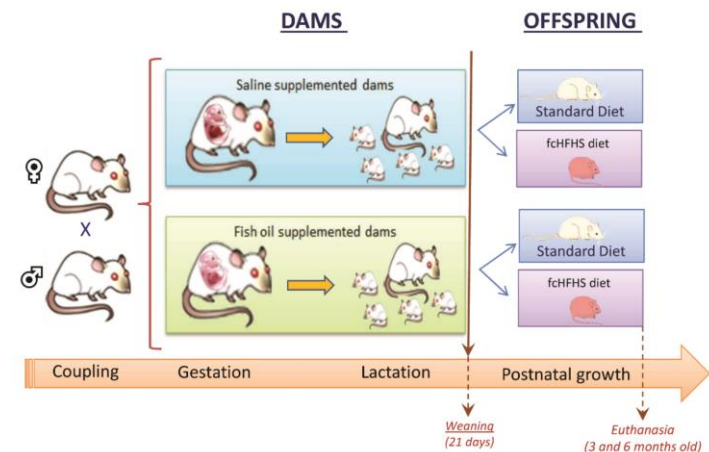 DAMS
OFFSPRING
Saline supplemented dams
Standard Diet
fcHFHS diet
X
Fish oil supplemented dams
Standard Diet
fcHFHS diet
Coupling
Gestation
Lactation
Postnatal growth
Weaning
(21 days)
Euthanasia
(3 and 6 months old)